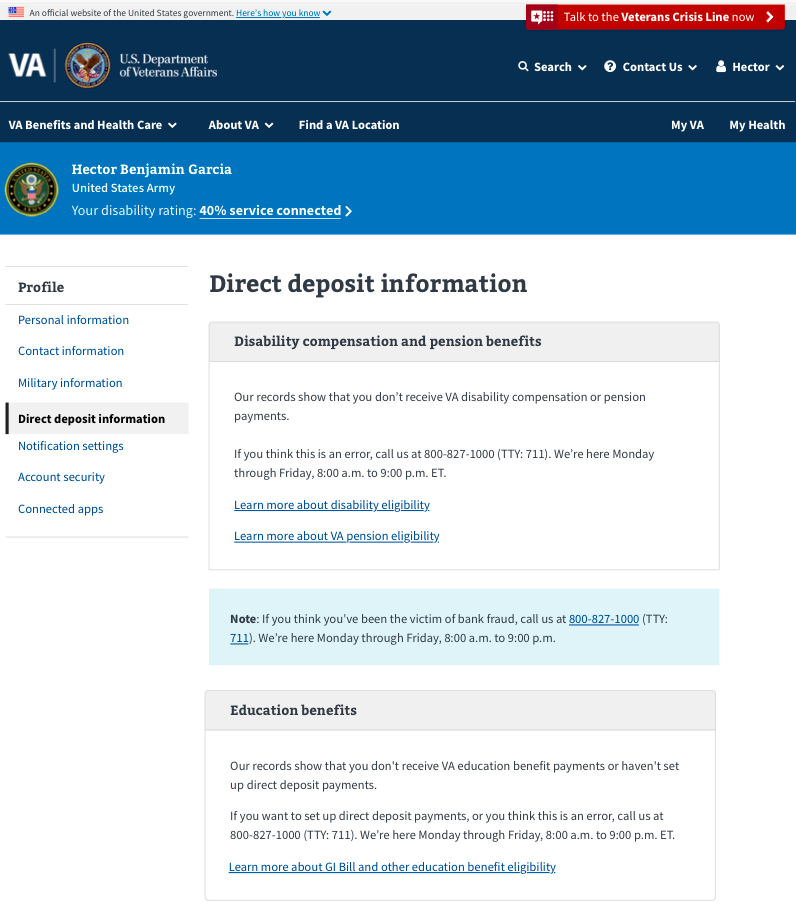 An official website of the United States government. Here's how you know
Talk to the Veterans Crisis Line now
VA
U.S. Department
of Veterans Affairs
Search
Contact Us
Hector
VA Benefits and Health Care
About VA
Find a VA Location
My VA
My Health
Hector Benjamin Garcia
United States Army
Your disability rating: 40% service connected
Profile
Personal information
Contact information
Military information
Direct deposit information
Notification settings
Account security
Connected apps
Direct deposit information
Disability compensation and pension benefits
Our records show that you don’t receive VA disability compensation or pension
payments.
If you think this is an error, call us at 800-827-1000 (TTY: 711). We’re here Monday
through Friday, 8:00 a.m. to 9:00 p.m. ET.
Learn more about disability eligibility
Learn more about VA pension eligibility
Note: If you think you’ve been the victim of bank fraud, call us at 800-827-1000 (TTY:
711). We’re here Monday through Friday, 8:00 a.m. to 9:00 p.m.
Education benefits
Our records show that you don't receive VA education benefit payments or haven't set
up direct deposit payments.
If you want to set up direct deposit payments, or you think this is an error, call us at
800-827-1000 (TTY: 711). We’re here Monday through Friday, 8:00 a.m. to 9:00 p.m. ET.
Learn more about GI Bill and other education benefit eligibility